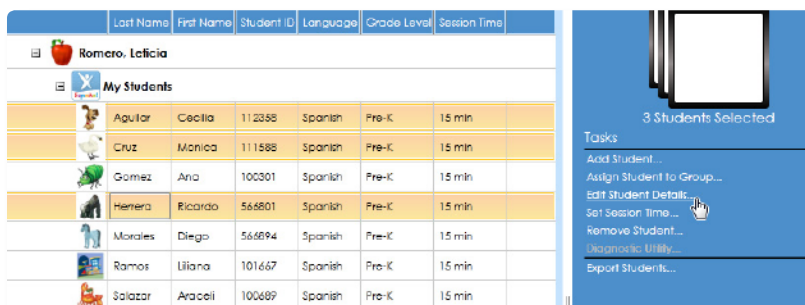 Last Name First Name Student ID Language Grade Level Session Time
Romero, Leticia
My Students
Aguilar Cecilia 112358 Spanish Pre-K 15 min
Cruz Monica 111588 Spanish Pre-K 15 min
Gomez Ana 100301 Spanish Pre-K 15 min
Herrera Ricardo 566801 Spanish Pre-K 15 min
Morales Diego 566894 Spanish Pre-K 15 min
Ramos Liliana 101667 Spanish Pre-K 15 min
Salazar Araceli 100689 Spanish Pre-K 15 min
3 Students Selected
Tasks
Add Student...
Assign Student to Group...
Edit Student Details...
Set Session Time...
Remove Student...
Diagnostic Utility...
Export Students...